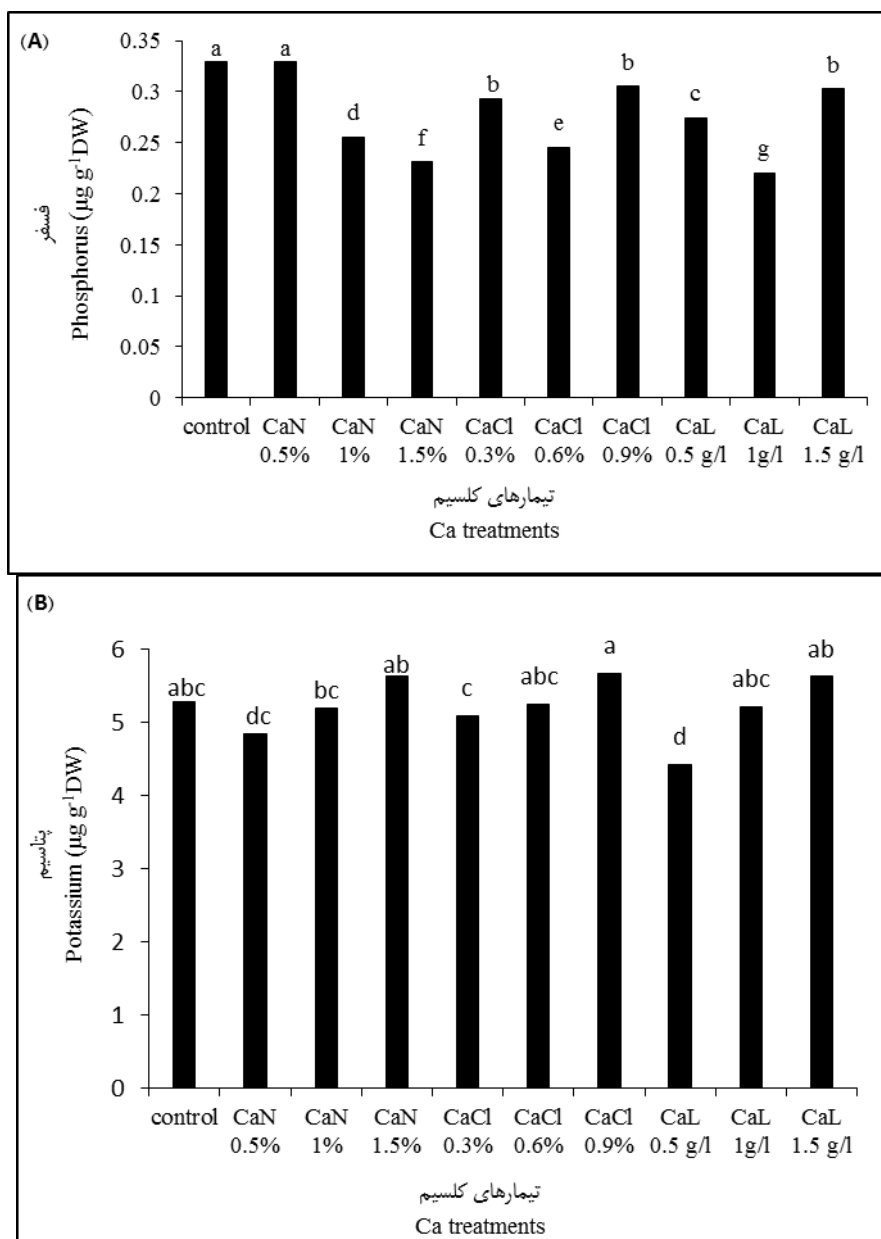 (A)
فسفر
Phosphorus (µg g⁻¹DW)
0.35
0.3
0.25
0.2
0.15
0.1
0.05
0
a a d f b e b c g b
control CaN 0.5% CaN 1% CaN 1.5% CaCl 0.3% CaCl 0.6% CaCl 0.9% CaL 0.5 g/l CaL 1g/l CaL 1.5 g/l
تیمارهای کلسیم
Ca treatments
(B)
پتاسیم
Potassium (µg g⁻¹DW)
6
5
4
3
2
1
0
abc dc bc ab c abc a d abc ab
control CaN 0.5% CaN 1% CaN 1.5% CaCl 0.3% CaCl 0.6% CaCl 0.9% CaL 0.5 g/l CaL 1g/l CaL 1.5 g/l
تیمارهای کلسیم
Ca treatments